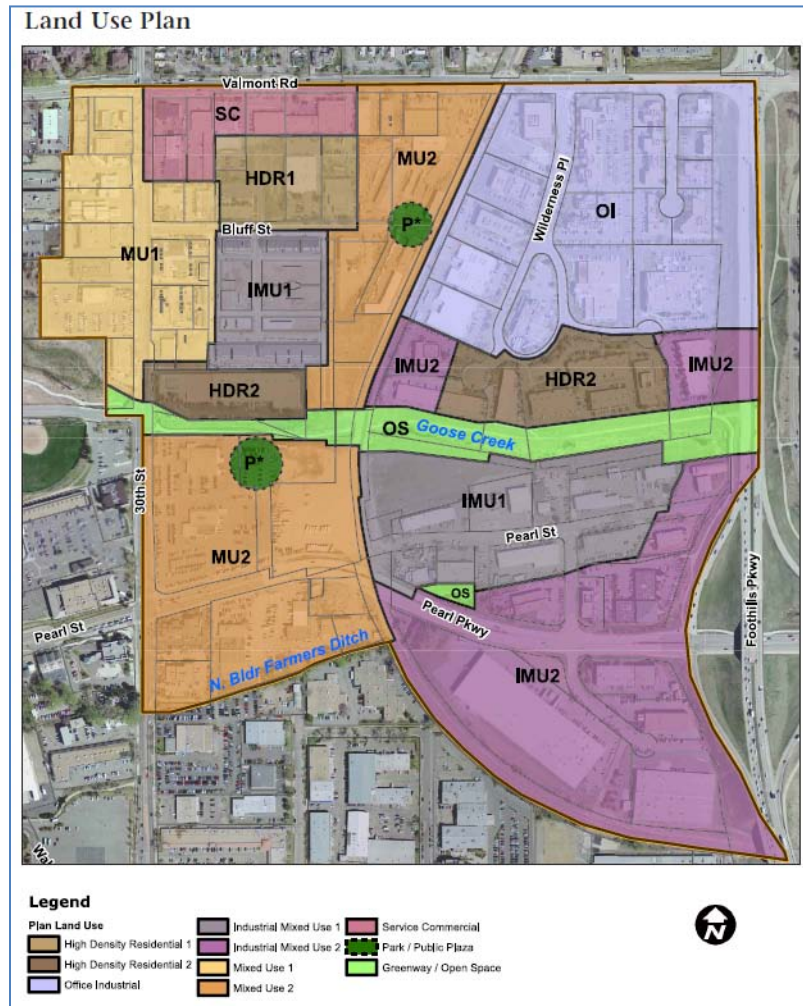 Land Use Plan
Valmont Rd
SC
MU2
HDR1
Wilderness Pl
OI
P*
Bluff St
MU1
IMU1
IMU2
HDR2
IMU2
HDR2
OS
Goose Creek
P*
30th St
IMU1
Pearl St
MU2
OS
Pearl Pkwy
Foothills Pkwy
Pearl St
N. Bldr Farmers Ditch
IMU2
Legend
Plan Land Use
High Density Residential 1
High Density Residential 2
Office Industrial
Industrial Mixed Use 1
Industrial Mixed Use 2
Mixed Use 1
Mixed Use 2
Service Commercial
Park / Public Plaza
Greenway / Open Space
N